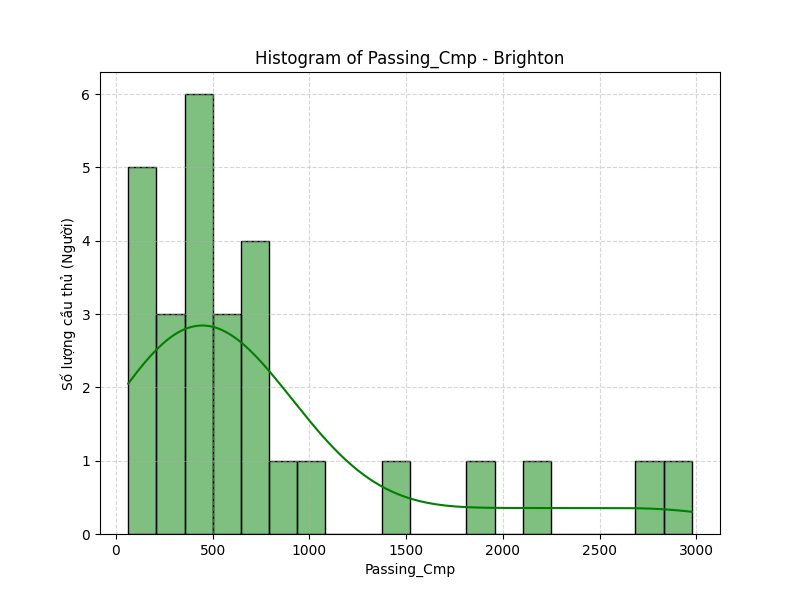 Histogram of Passing_Cmp - Brighton
Số lượng cầu thủ (Người)
6
5
4
3
2
1
0
0 500 1000 1500 2000 2500 3000
Passing_Cmp